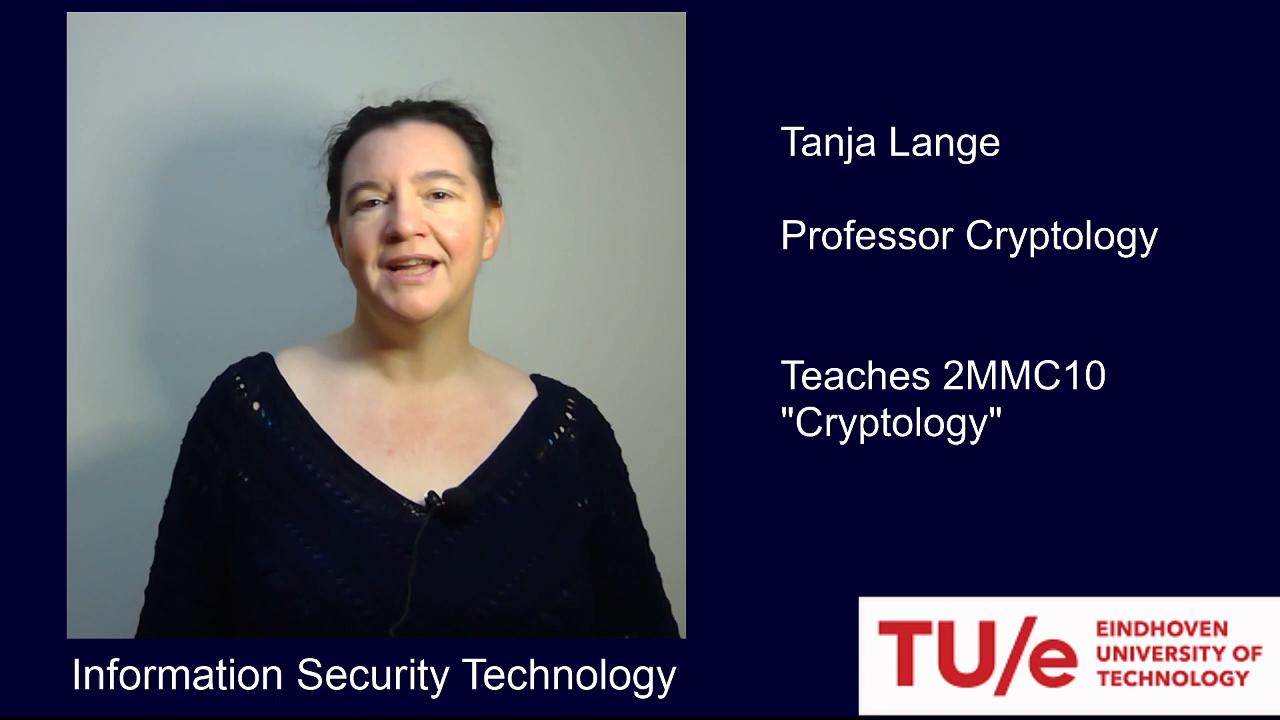 Tanja Lange
Professor Cryptology
Teaches 2MMC10
"Cryptology"
Information Security Technology
TU/e
EINDHOVEN
UNIVERSITY OF
TECHNOLOGY